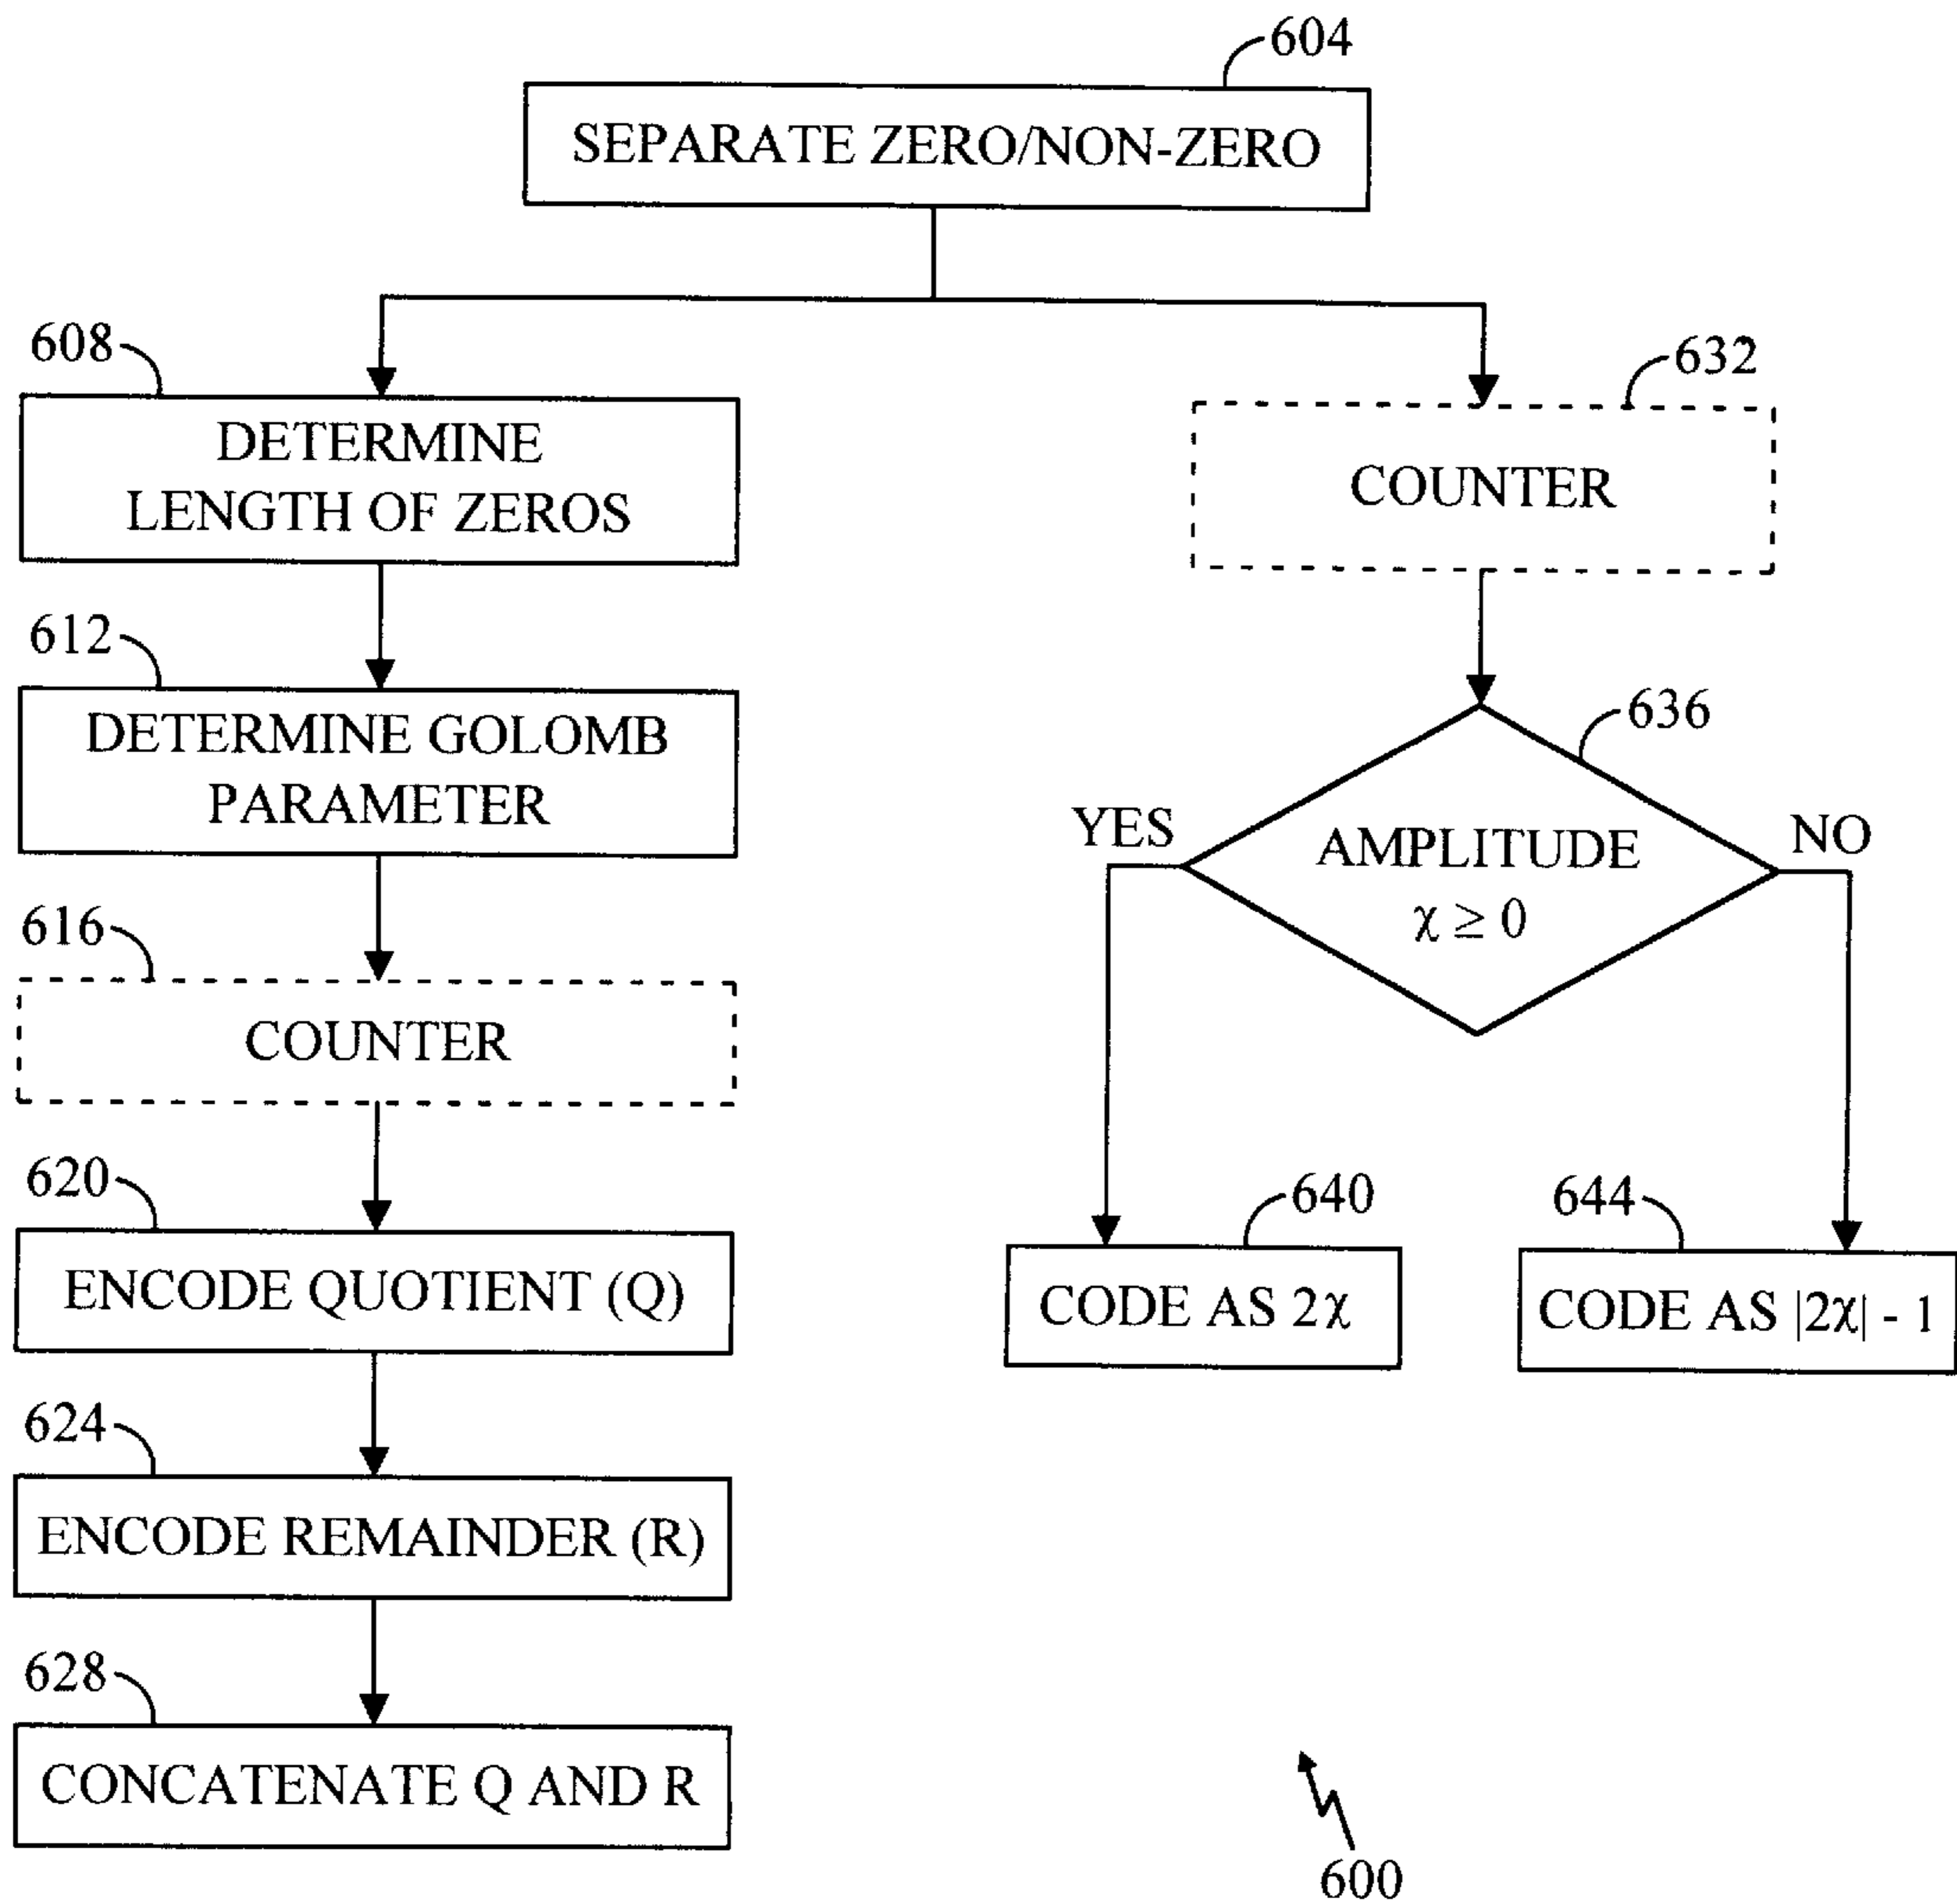 604
SEPARATE ZERO/NON-ZERO
608
DETERMINE
LENGTH OF ZEROS
612
DETERMINE GOLOMB
PARAMETER
616
COUNTER
620
ENCODE QUOTIENT (Q)
624
ENCODE REMAINDER (R)
628
CONCATENATE Q AND R
632
COUNTER
636
YES
AMPLITUDE
χ ≥ 0
NO
640
CODE AS 2χ
644
CODE AS |2χ| - 1
600